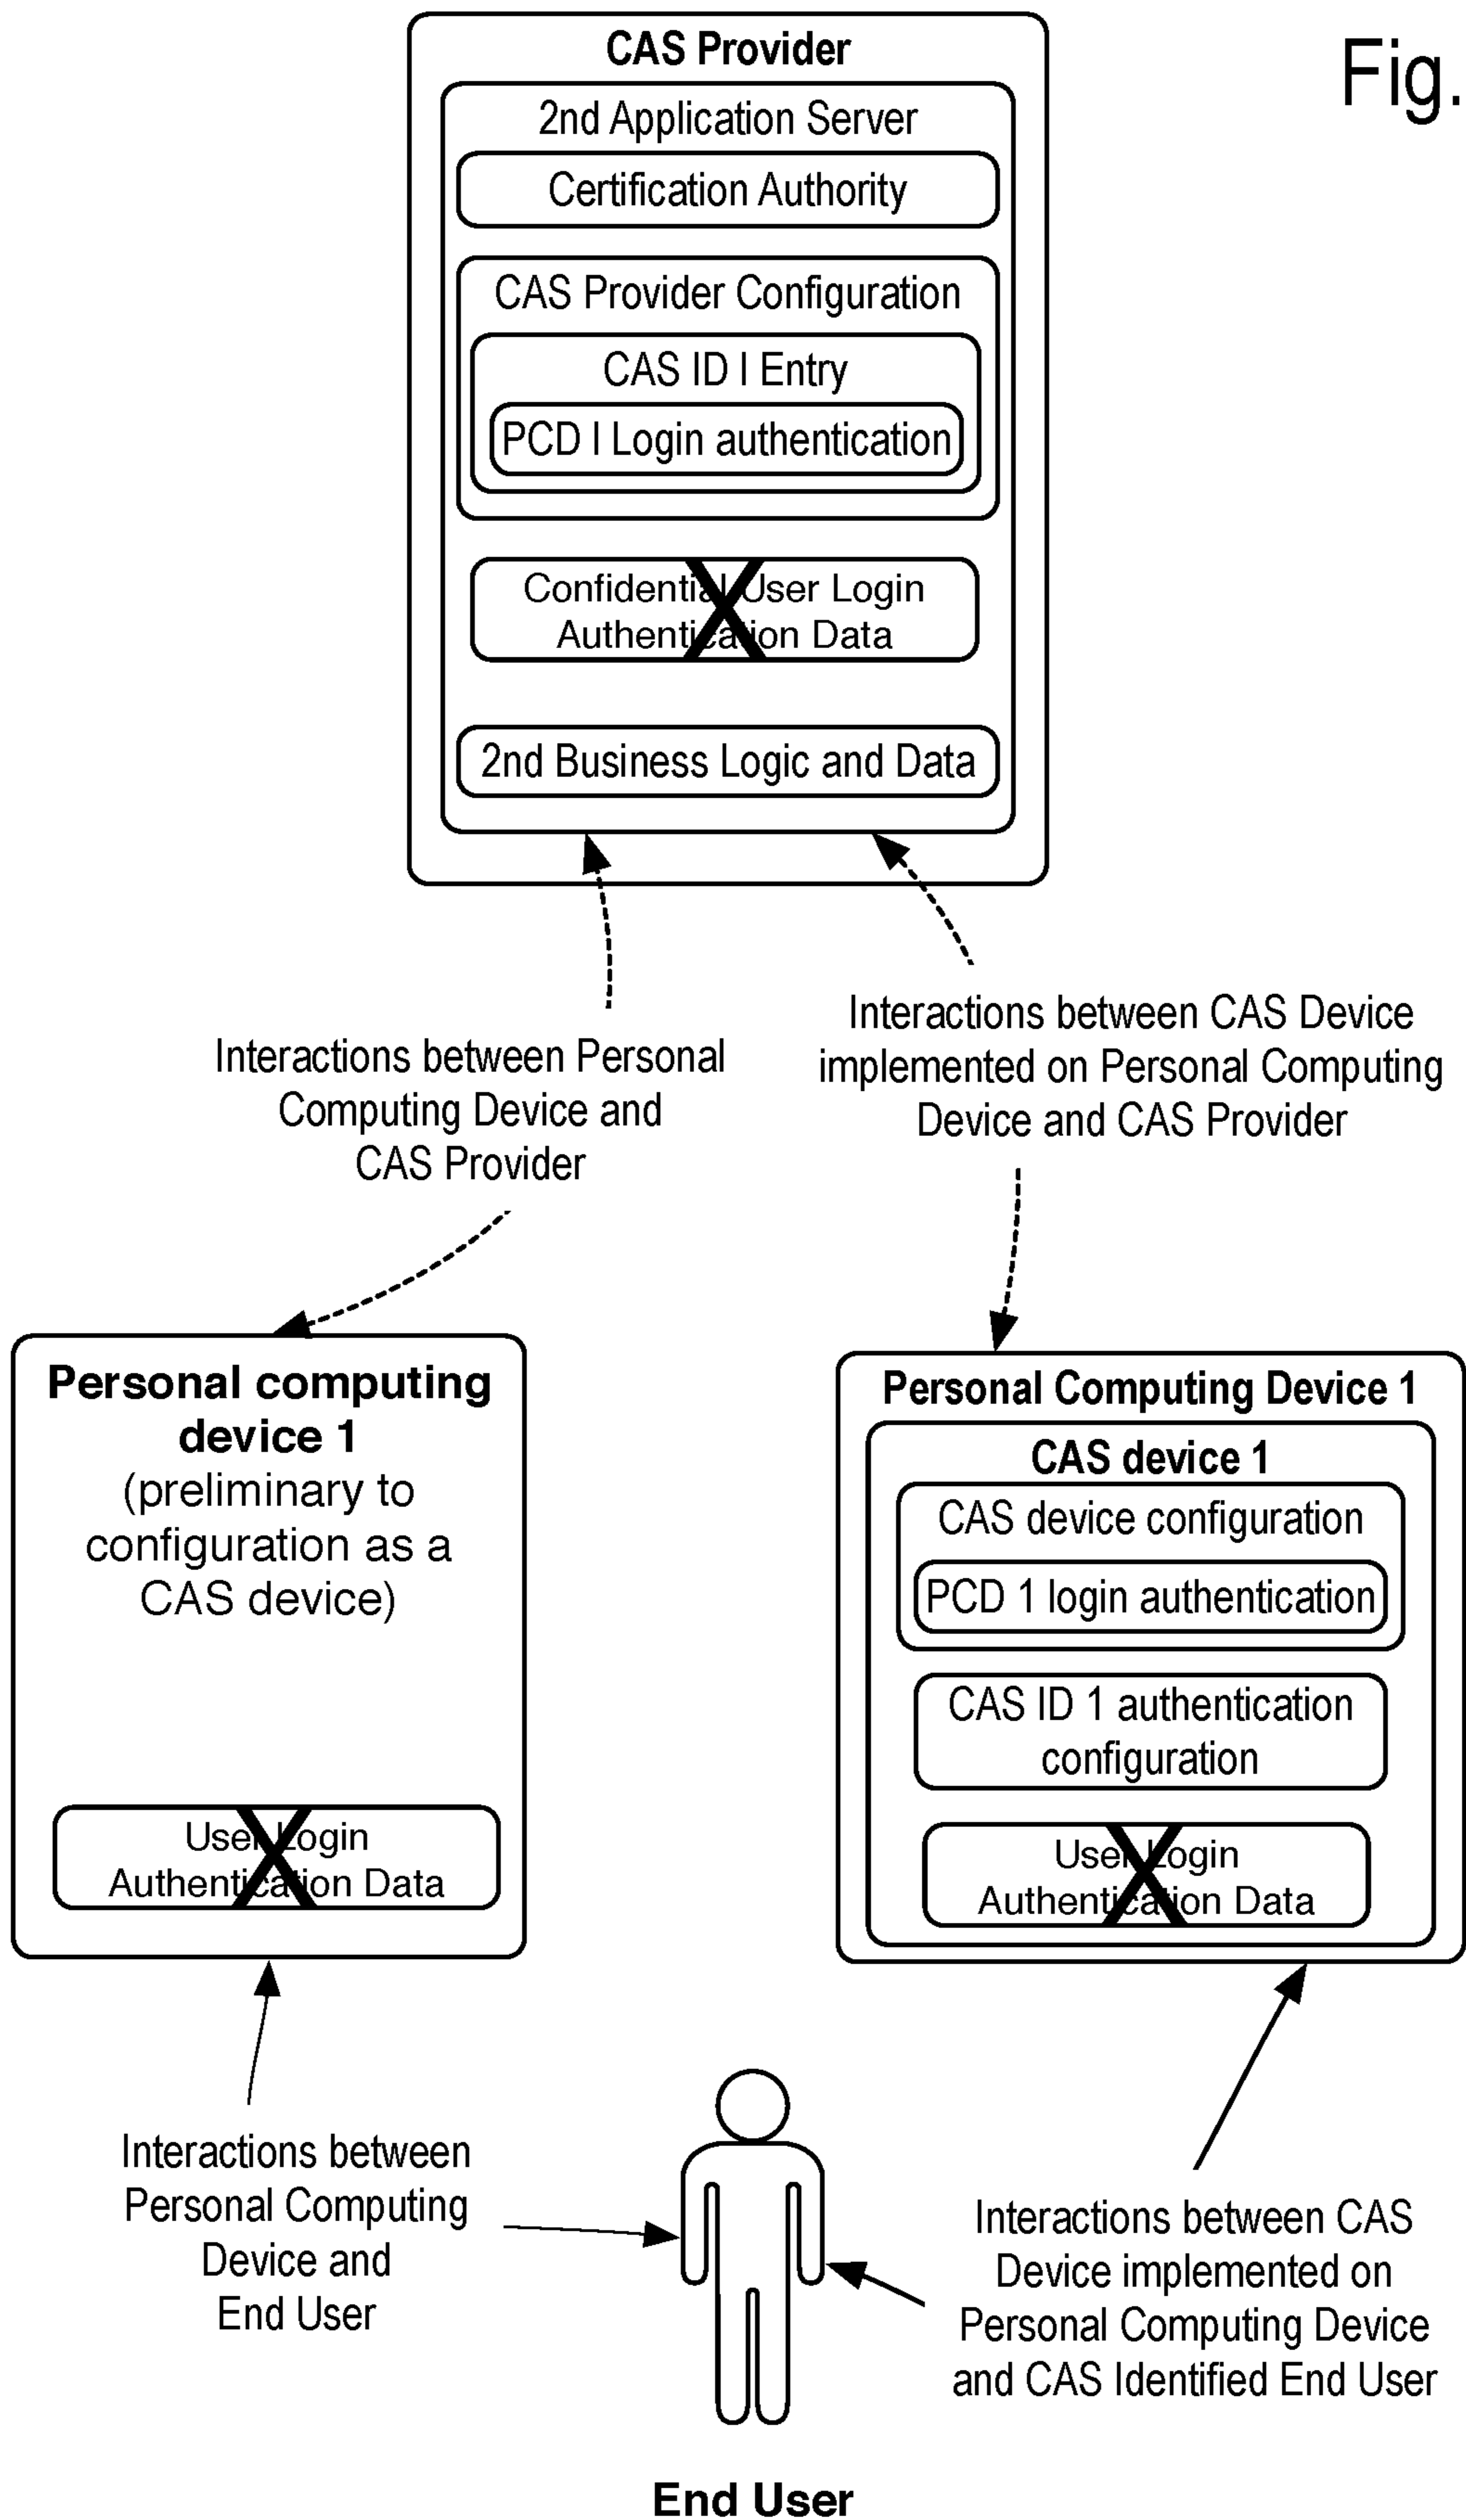 Fig.
CAS Provider
2nd Application Server
Certification Authority
CAS Provider Configuration
CAS ID I Entry
PCD I Login authentication
Confidential User Login
Authentication Data
2nd Business Logic and Data
Interactions between Personal
Computing Device and
CAS Provider
Interactions between CAS Device
implemented on Personal Computing
Device and CAS Provider
Personal computing
device 1
(preliminary to
configuration as a
CAS device)
User Login
Authentication Data
Personal Computing Device 1
CAS device 1
CAS device configuration
PCD 1 login authentication
CAS ID 1 authentication
configuration
User Login
Authentication Data
Interactions between
Personal Computing
Device and
End User
Interactions between CAS
Device implemented on
Personal Computing Device
and CAS Identified End User
End User